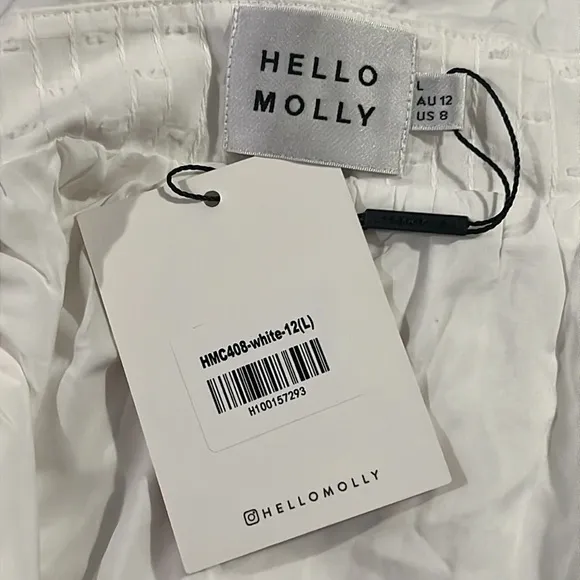 HELLO
MOLLY
L
AU 12
US 8
HMC408-white-12(L)
H100157293
HELLOMOLLY